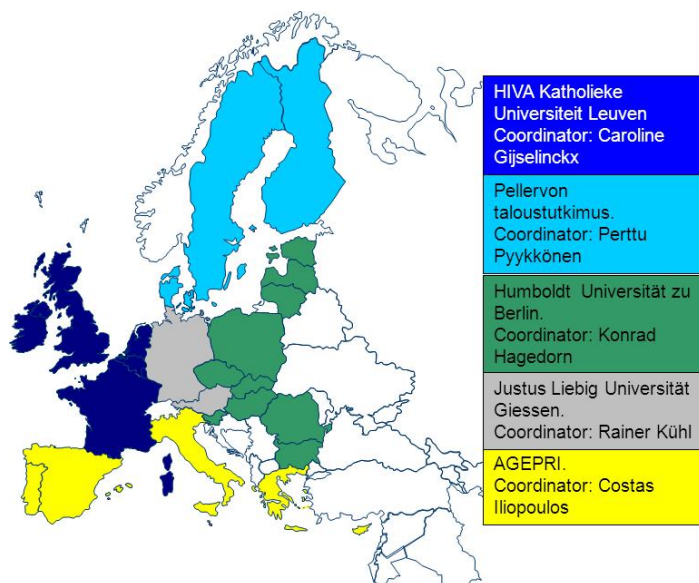 HIVA Katholieke
Universiteit Leuven
Coordinator: Caroline
Gijselinckx
Pellervon
taloustutkimus.
Coordinator: Perttu
Pyykkönen
Humboldt Universität zu
Berlin.
Coordinator: Konrad
Hagedorn
Justus Liebig Universität
Giessen.
Coordinator: Rainer Kühl
AGEPRI.
Coordinator: Costas
Iliopoulos